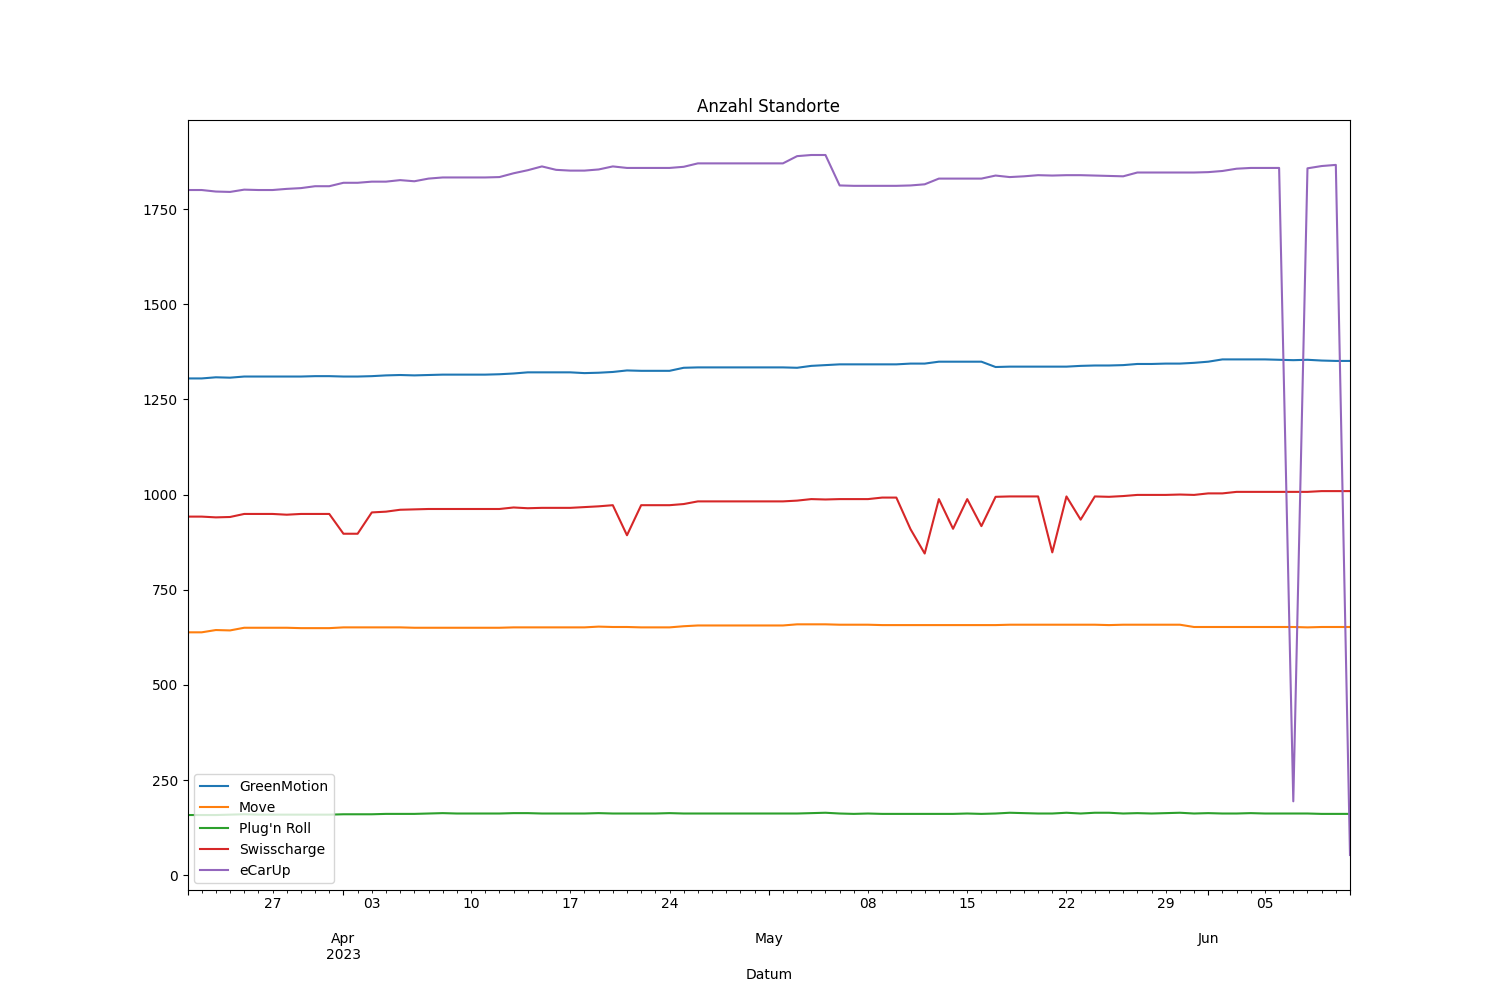 Anzahl Standorte
1750
1500
1250
1000
750
500
250
0
GreenMotion
Move
Plug'n Roll
Swisscharge
eCarUp
27 03 10 17 24 08 15 22 29 05
Apr May Jun
2023
Datum